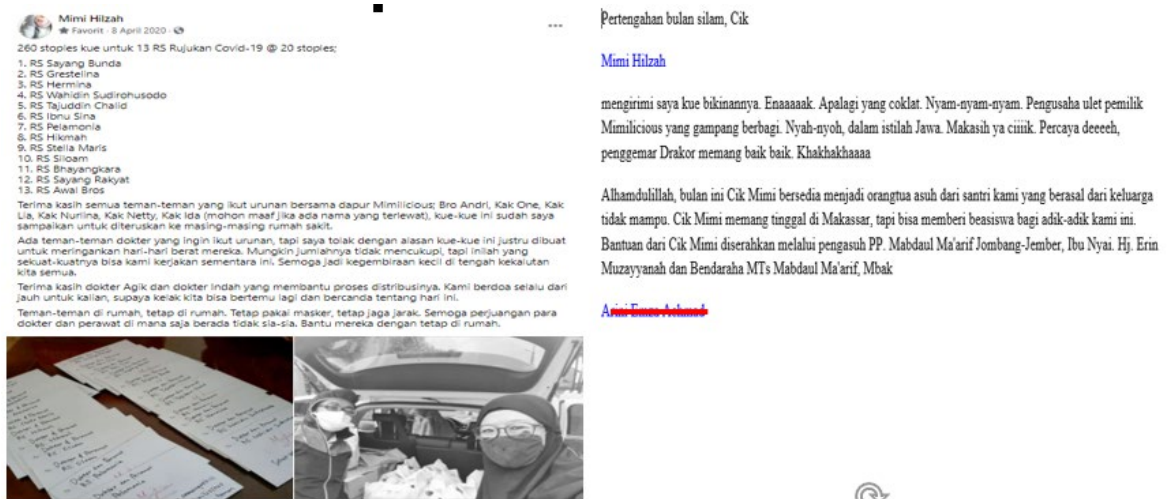 Mimi Hilzah
Favorit · 8 April 2020 ·
260 stoples kue untuk 13 RS Rujukan Covid-19 @ 20 stoples;
1. RS Sayang Bunda
2. RS Grestelina
3. RS Hermina
4. RS Wahidin Sudirohusodo
5. RS Tajuddin Chalid
6. RS Ibnu Sina
7. RS Pelamonia
8. RS Hikmah
9. RS Stella Maris
10. RS Siloam
11. RS Bhayangkara
12. RS Sayang Rakyat
13. RS Awal Bros
Terima kasih semua teman-teman yang ikut urunan bersama dapur Mimilicious; Bro Andri, Kak One, Kak
Lia, Kak Nurlina, Kak Netty, Kak Ida (mohon maaf jika ada nama yang terlewat), kue-kue ini sudah saya
sampaikan untuk diteruskan ke masing-masing rumah sakit.
Ada teman-teman dokter yang ingin ikut urunan, tapi saya tolak dengan alasan kue-kue ini justru dibuat
untuk meringankan hari-hari berat mereka. Mungkin jumlahnya tidak mencukupi, tapi inilah yang
sekuat-kuatnya bisa kami kerjakan sementara ini. Semoga jadi kegembiraan kecil di tengah kekalutan
kita semua.
Terima kasih dokter Agik dan dokter Indah yang membantu proses distribusinya. Kami berdoa selalu dari
jauh untuk kalian, supaya kelak kita bisa bertemu lagi dan bercanda tentang hari ini.
Teman-teman di rumah, tetap di rumah. Tetap pakai masker, tetap jaga jarak. Semoga perjuangan para
dokter dan perawat di mana saja berada tidak sia-sia. Bantu mereka dengan tetap di rumah.
Pertengahan bulan silam, Cik
Mimi Hilzah
mengirimi saya kue bikinannya. Enaaaaak. Apalagi yang coklat. Nyam-nyam-nyam. Pengusaha ulet pemilik
Mimilicious yang gampang berbagi. Nyah-nyoh, dalam istilah Jawa. Makasih ya ciiiik. Percaya deeeeh,
penggemar Drakor memang baik baik. Khakhakhaaaa
Alhamdulillah, bulan ini Cik Mimi bersedia menjadi orangtua asuh dari santri kami yang berasal dari keluarga
tidak mampu. Cik Mimi memang tinggal di Makassar, tapi bisa memberi beasiswa bagi adik-adik kami ini.
Bantuan dari Cik Mimi diserahkan melalui pengasuh PP. Mabdaul Ma'arif Jombang-Jember, Ibu Nyai. Hj. Erin
Muzayyanah dan Bendaraha MTs Mabdaul Ma'arif, Mbak